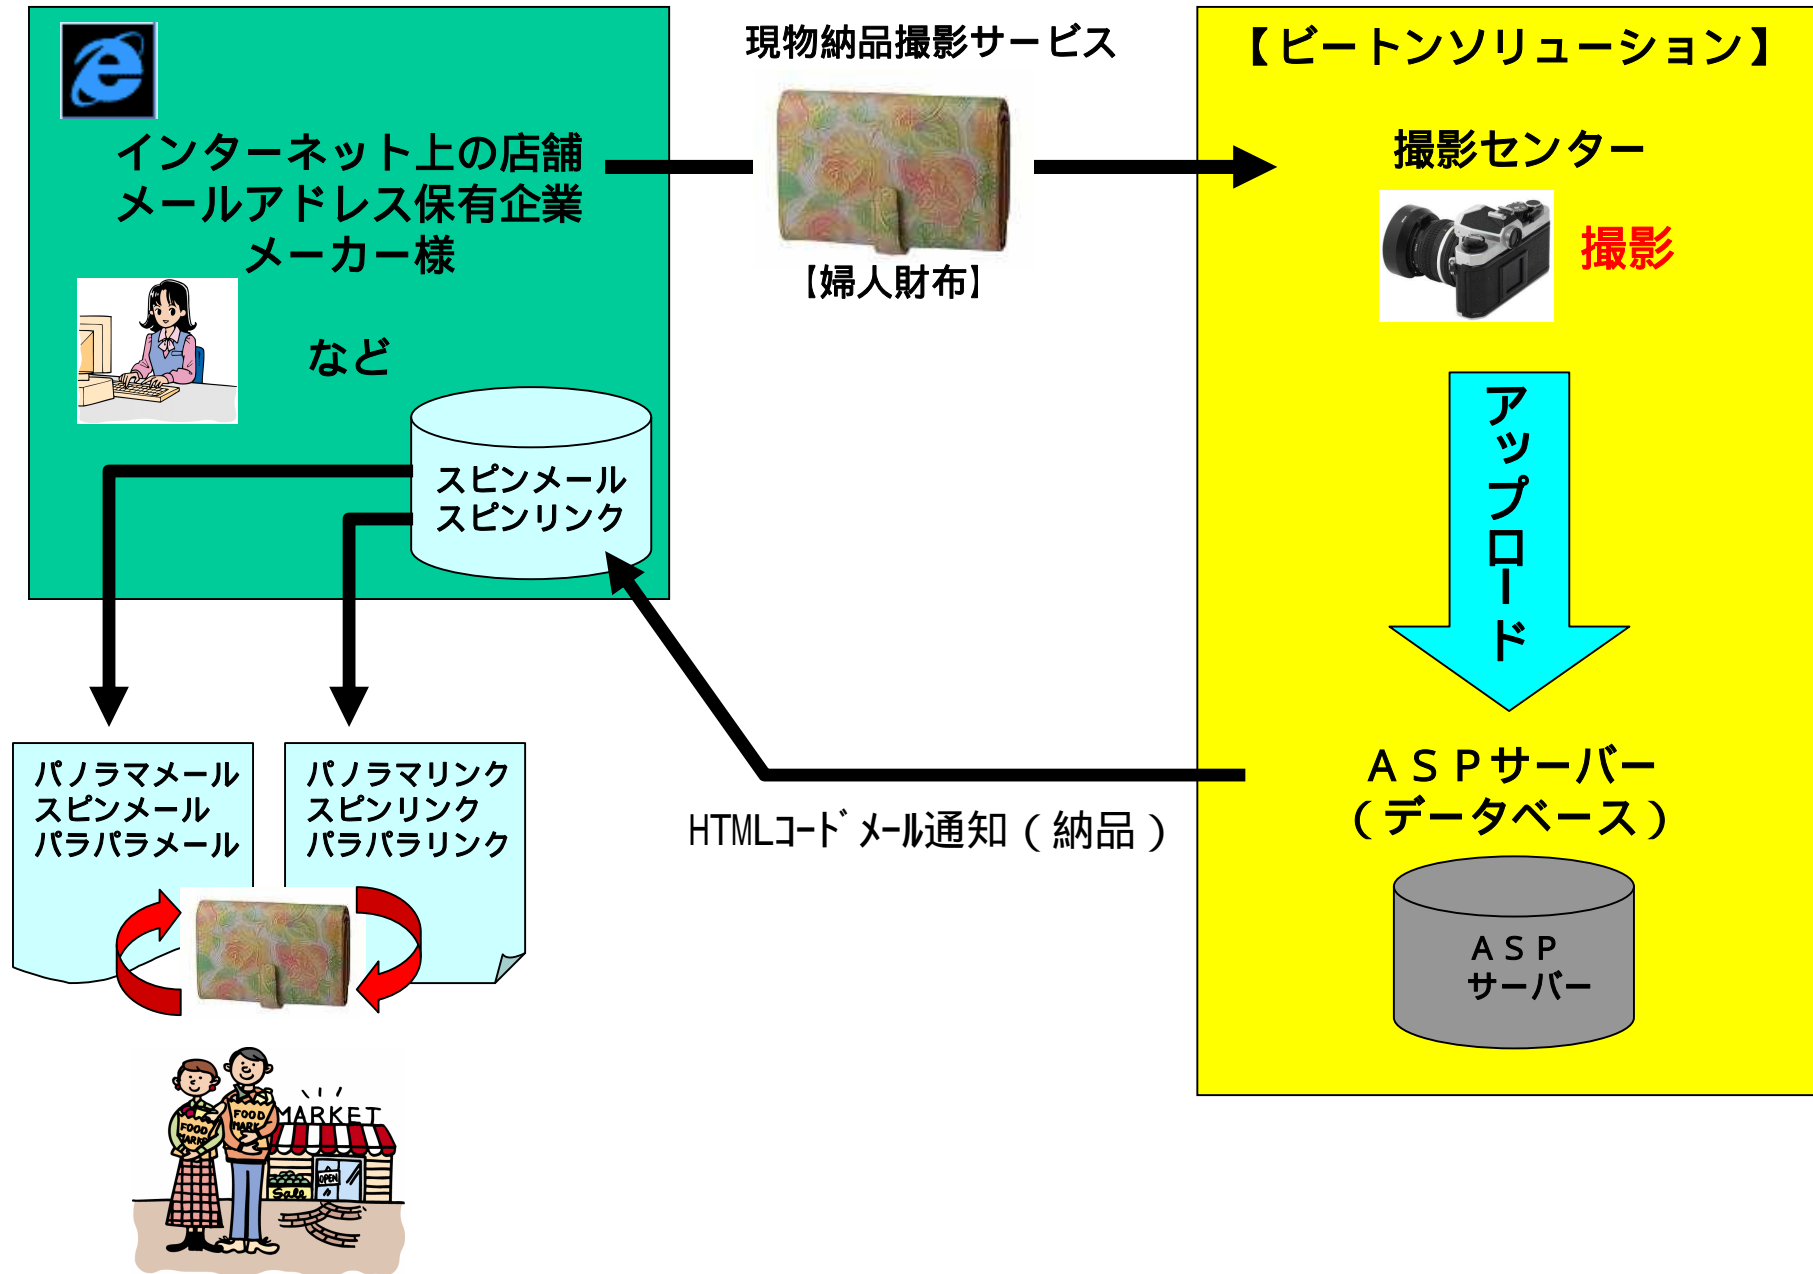 現物納品撮影サービス
【ビートンソリューション】
インターネット上の店舗
メールアドレス保有企業
メーカー様
など
【婦人財布】
撮影センター
撮影
アップロード
スピンメール
スピンリンク
パノラマメール
スピンメール
パラパラメール
パノラマリンク
スピンリンク
パラパラリンク
HTMLｺｰﾄﾞﾒｰﾙ通知（納品）
ＡＳＰサーバー
（データベース）
ＡＳＰ
サーバー
MARKET
FOOD
MARK
FOOD
MARK
OPEN
Sale